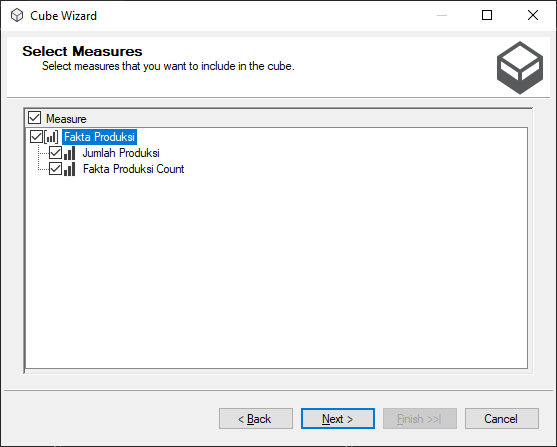 Cube Wizard
Select Measures
Select measures that you want to include in the cube.
Measure
Fakta Produksi
Jumlah Produksi
Fakta Produksi Count
< Back
Next >
Finish >>|
Cancel